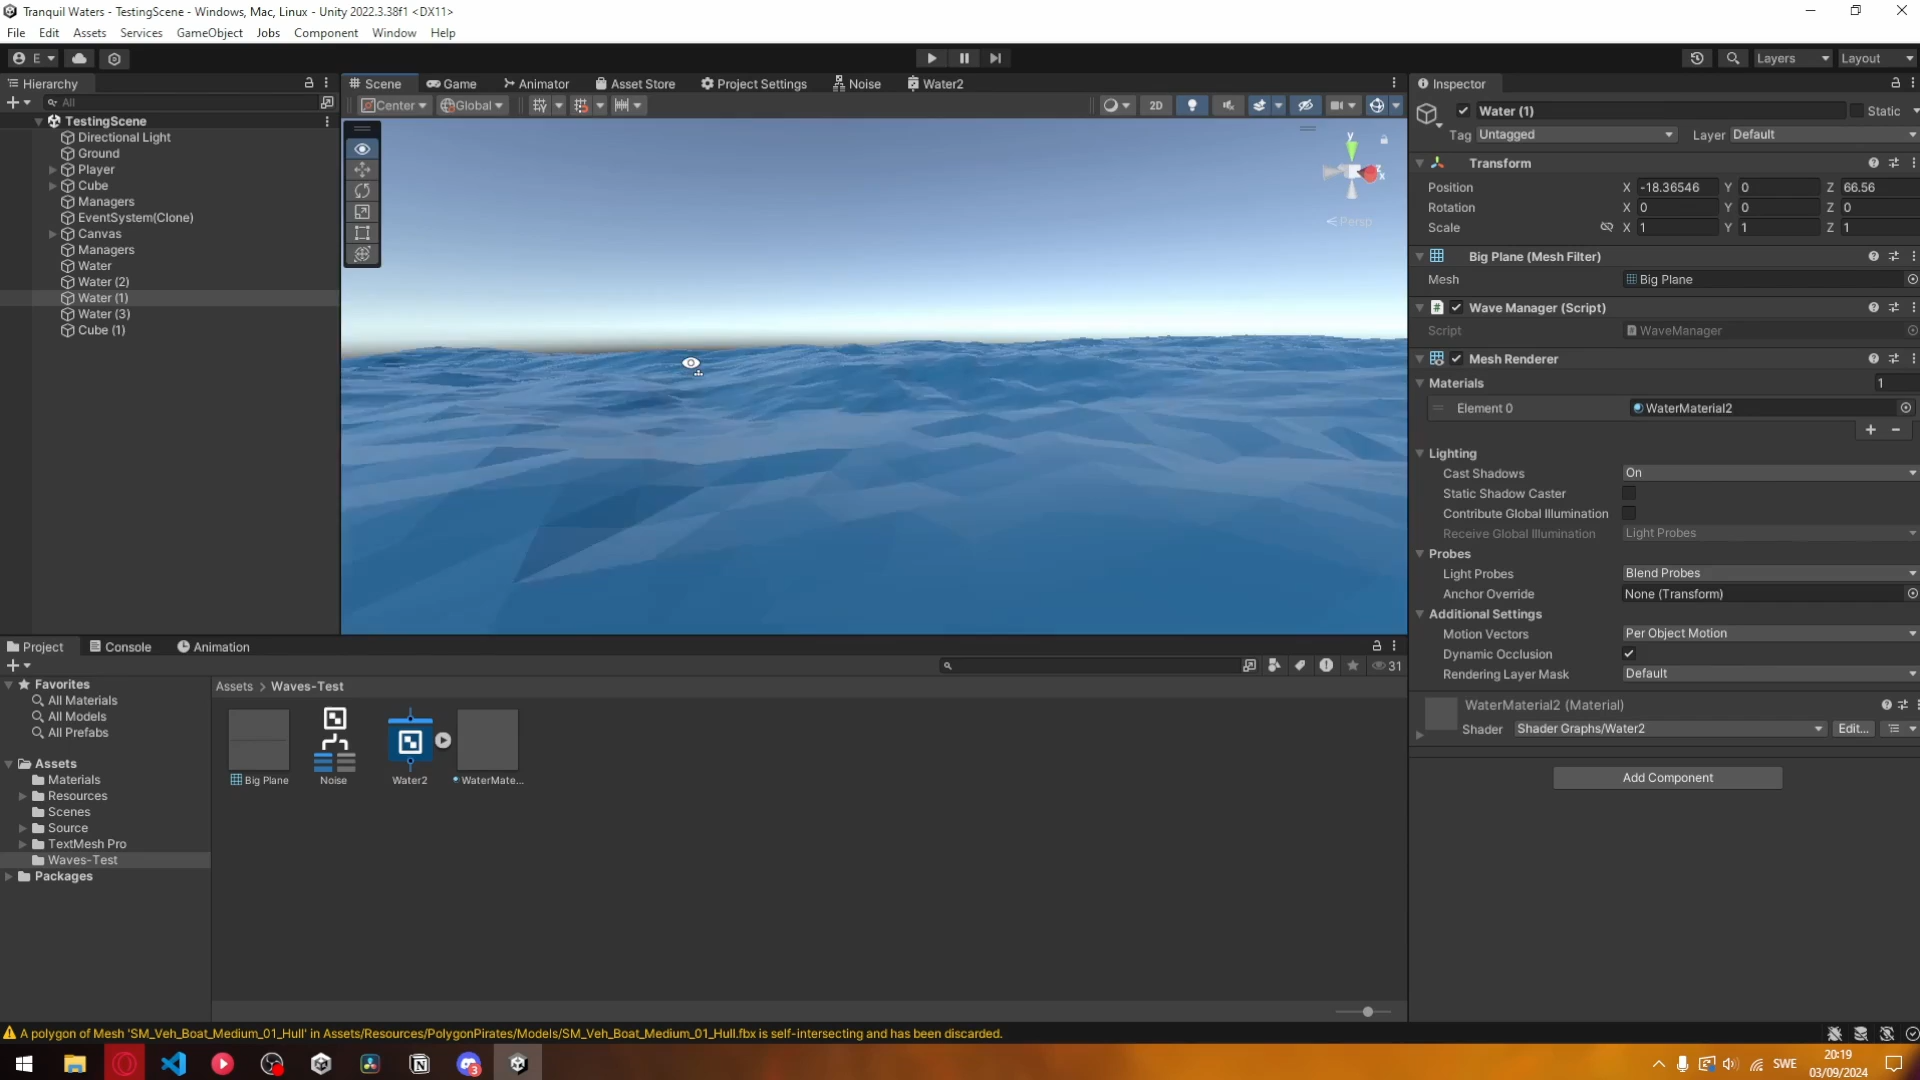 Tranquil Waters - TestingScene - Windows, Mac, Linux - Unity 2022.3.38f1 <DX11>
File Edit Assets Services GameObject Jobs Component Window Help
E Layers Layout
Hierarchy
All
TestingScene
Directional Light
Ground
Player
Cube
Managers
EventSystem(Clone)
Canvas
Managers
Water
Water (2)
Water (1)
Water (3)
Cube (1)
Scene Game Animator Asset Store Project Settings Noise Water2
Center Global 2D
y
x
Persp
Inspector
Water (1) Static
Tag Untagged Layer Default
Transform
Position X -18.36546 Y 0 Z 66.56
Rotation X 0 Y 0 Z 0
Scale X 1 Y 1 Z 1
Big Plane (Mesh Filter)
Mesh Big Plane
Wave Manager (Script)
Script WaveManager
Mesh Renderer
Materials 1
Element 0 WaterMaterial2
Lighting
Cast Shadows On
Static Shadow Caster
Contribute Global Illumination
Receive Global Illumination Light Probes
Probes
Light Probes Blend Probes
Anchor Override None (Transform)
Additional Settings
Motion Vectors Per Object Motion
Dynamic Occlusion
Rendering Layer Mask Default
WaterMaterial2 (Material)
Shader Shader Graphs/Water2 Edit...
Add Component
Project Console Animation
31
Favorites
All Materials
All Models
All Prefabs
Assets
Materials
Resources
Scenes
Source
TextMesh Pro
Waves-Test
Packages
Assets > Waves-Test
Big Plane Noise Water2 WaterMate...
A polygon of Mesh 'SM_Veh_Boat_Medium_01_Hull' in Assets/Resources/PolygonPirates/Models/SM_Veh_Boat_Medium_01_Hull.fbx is self-intersecting and has been discarded.
3
SWE
20:19
03/09/2024